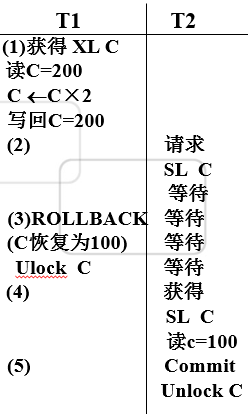 T1 T2
(1)获得 XL C
读C=200
C ←C×2
写回C=200
(2) 请求
SL C
等待
(3)ROLLBACK 等待
(C恢复为100) 等待
Ulock C 等待
(4) 获得
SL C
读c=100
(5) Commit
Unlock C